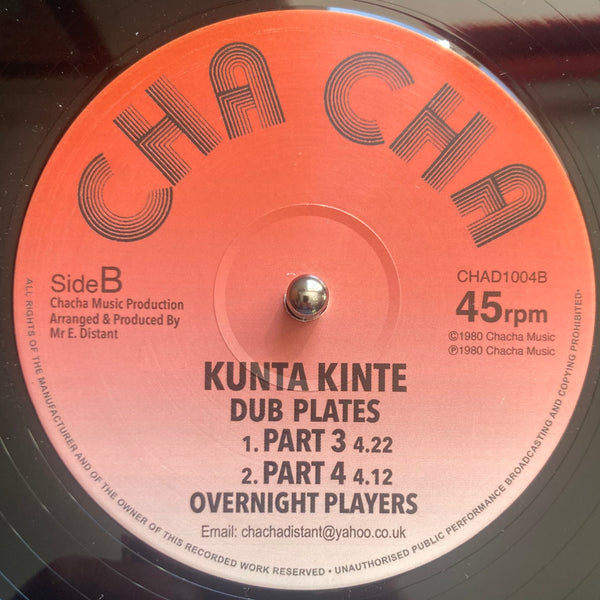 CHA CHA
Side B
Chacha Music Production
Arranged & Produced By
Mr E. Distant
CHAD1004B
45rpm
©1980 Chacha Music
℗1980 Chacha Music
KUNTA KINTE
DUB PLATES
1. PART 3 4.22
2. PART 4 4.12
OVERNIGHT PLAYERS
Email: chachadistant@yahoo.co.uk
ALL RIGHTS OF THE MANUFACTURER AND OF THE OWNER OF THIS RECORDED WORK RESERVED • UNAUTHORISED PUBLIC PERFORMANCE BROADCASTING AND COPYING PROHIBITED•